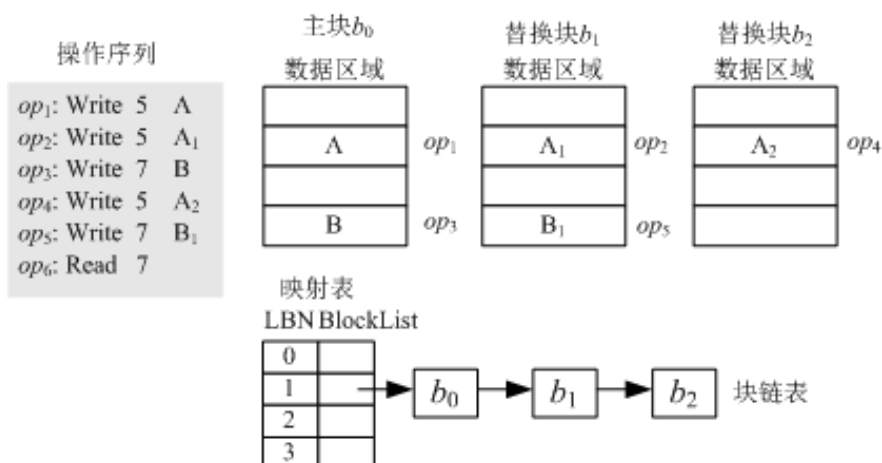 操作序列
op₁: Write 5 A
op₂: Write 5 A₁
op₃: Write 7 B
op₄: Write 5 A₂
op₅: Write 7 B₁
op₆: Read 7
主块b₀
数据区域
A op₁
B op₃
替换块b₁
数据区域
A₁ op₂
B₁ op₅
替换块b₂
数据区域
A₂ op₄
映射表
LBN BlockList
0
1 b₀ b₁ b₂ 块链表
2
3